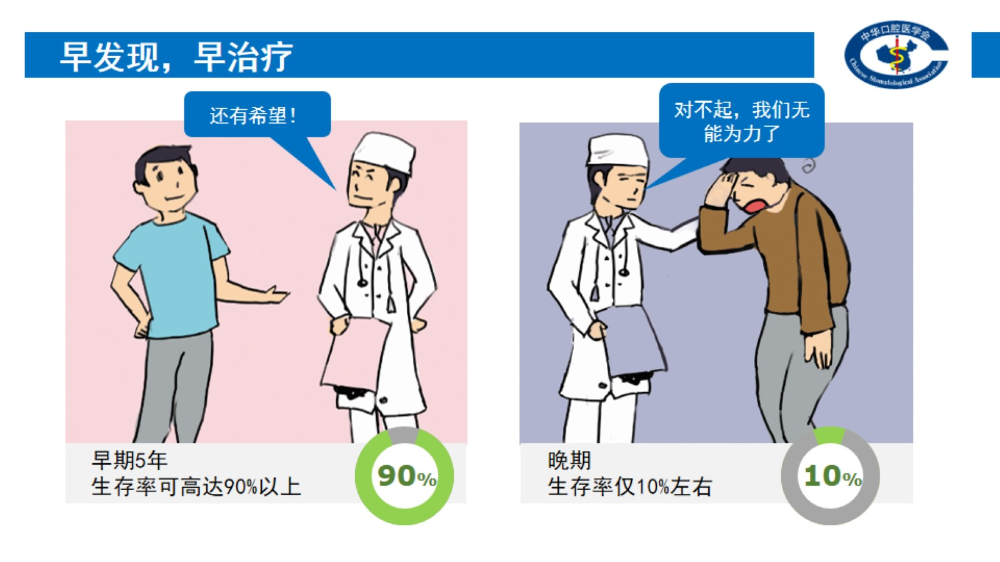 早发现，早治疗
中华口腔医学会
Chinese Stomatological Association
还有希望！
对不起，我们无
能为力了
早期5年
生存率可高达90%以上
90%
晚期
生存率仅10%左右
10%